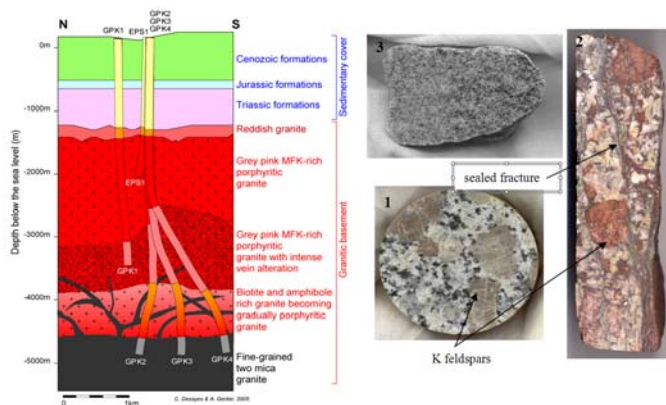 N
S
GPK2
GPK3
GPK4
GPK1
EPS1
0m
-1000m
-2000m
-3000m
-4000m
-5000m
Depth below the sea level (m)
Cenozoic formations
Jurassic formations
Triassic formations
Sedimentary cover
Reddish granite
Grey pink MFK-rich
porphyritic
granite
EPS1
Grey pink MFK-rich
porphyritic
granite with intense
vein alteration
GPK1
Biotite and amphibole
rich granite becoming
gradually porphyritic
granite
Granitic basement
GPK2
GPK3
GPK4
Fine-grained
two mica
granite
0
1km
C. Dezayes & A. Genter, 2005
3
2
sealed fracture
1
K feldspars